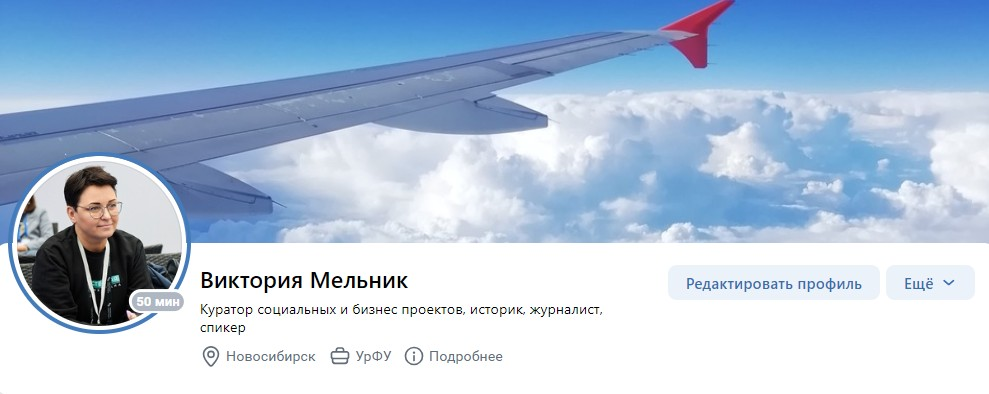 50 мин
Виктория Мельник
Куратор социальных и бизнес проектов, историк, журналист,
спикер
Новосибирск УрФУ Подробнее
Редактировать профиль
Ещё